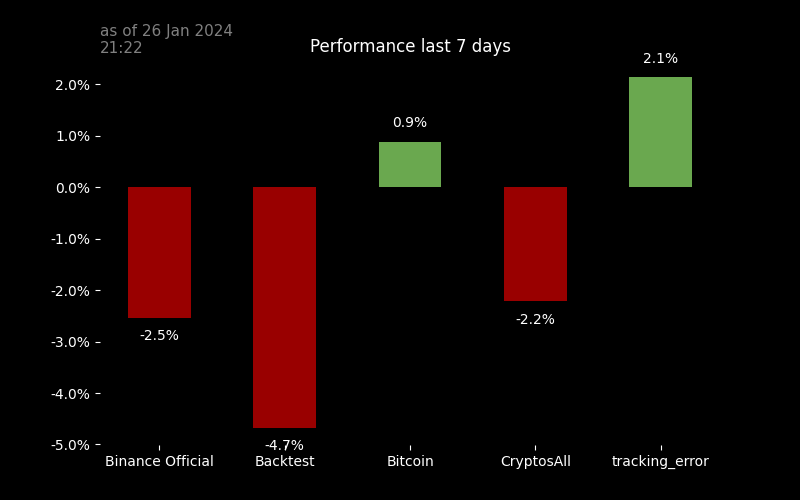 as of 26 Jan 2024
21:22
Performance last 7 days
2.1%
2.0%
1.0%
0.9%
0.0%
-1.0%
-2.0%
-3.0%
-4.0%
-5.0%
-2.5%
-4.7%
-2.2%
Binance Official
Backtest
Bitcoin
CryptosAll
tracking_error